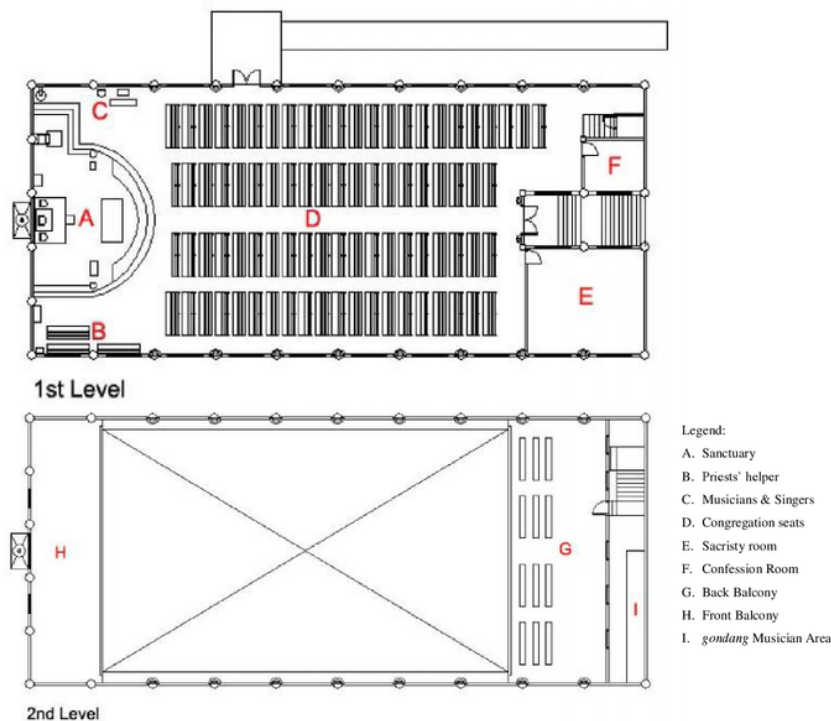 C
F
A
D
E
B
1st Level
H
G
I
2nd Level
Legend:
A. Sanctuary
B. Priests' helper
C. Musicians & Singers
D. Congregation seats
E. Sacristy room
F. Confession Room
G. Back Balcony
H. Front Balcony
I. gondang Musician Area